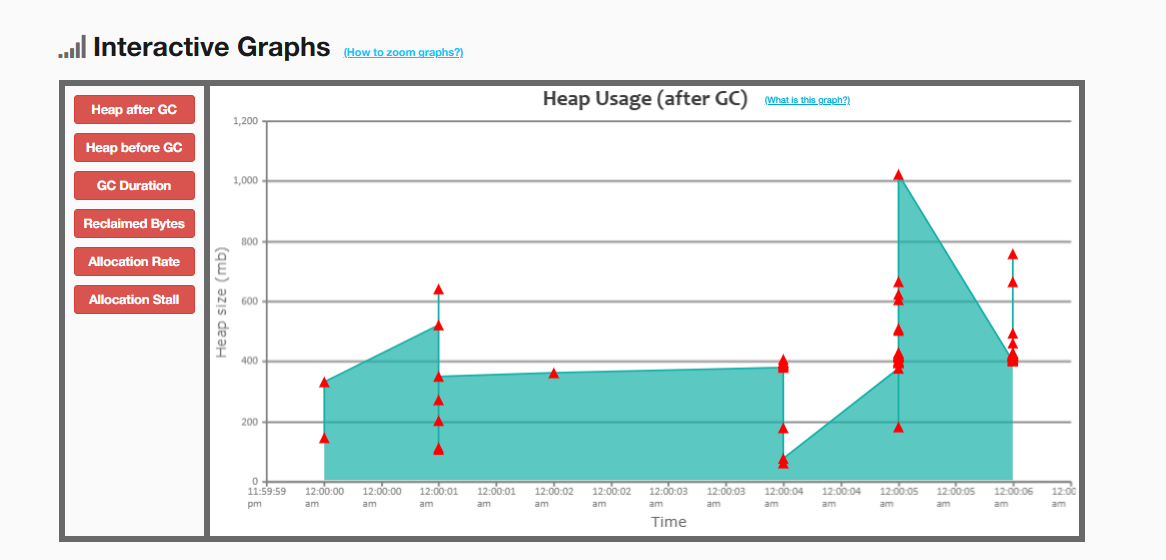 Interactive Graphs (How to zoom graphs?)
Heap after GC
Heap before GC
GC Duration
Reclaimed Bytes
Allocation Rate
Allocation Stall
Heap Usage (after GC) (What is this graph?)
Heap size (mb)
1,200
1,000
800
600
400
200
0
11:59:59 pm
12:00:00 am
12:00:00 am
12:00:01 am
12:00:01 am
12:00:02 am
12:00:02 am
12:00:03 am
12:00:03 am
12:00:04 am
12:00:04 am
12:00:05 am
12:00:05 am
12:00:06 am
12:00 am
Time